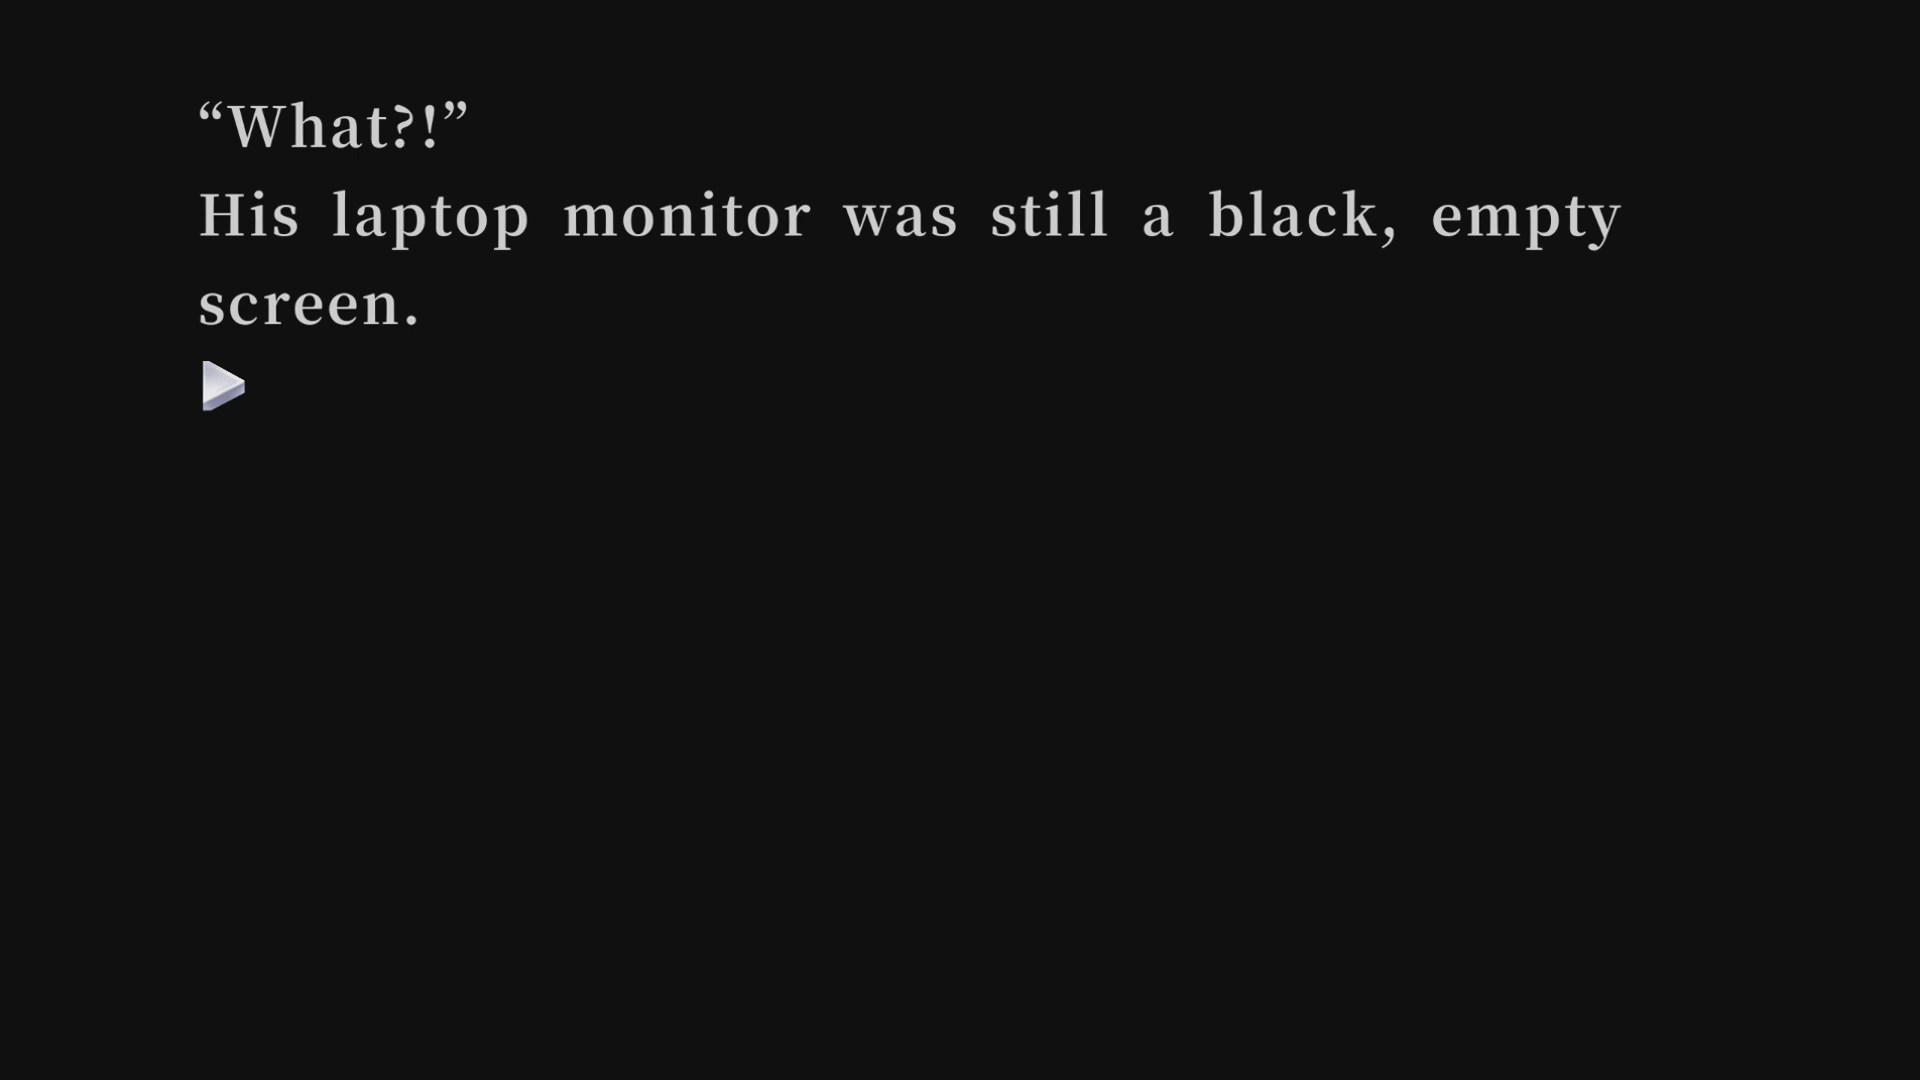 “What?!”
His laptop monitor was still a black, empty
screen.